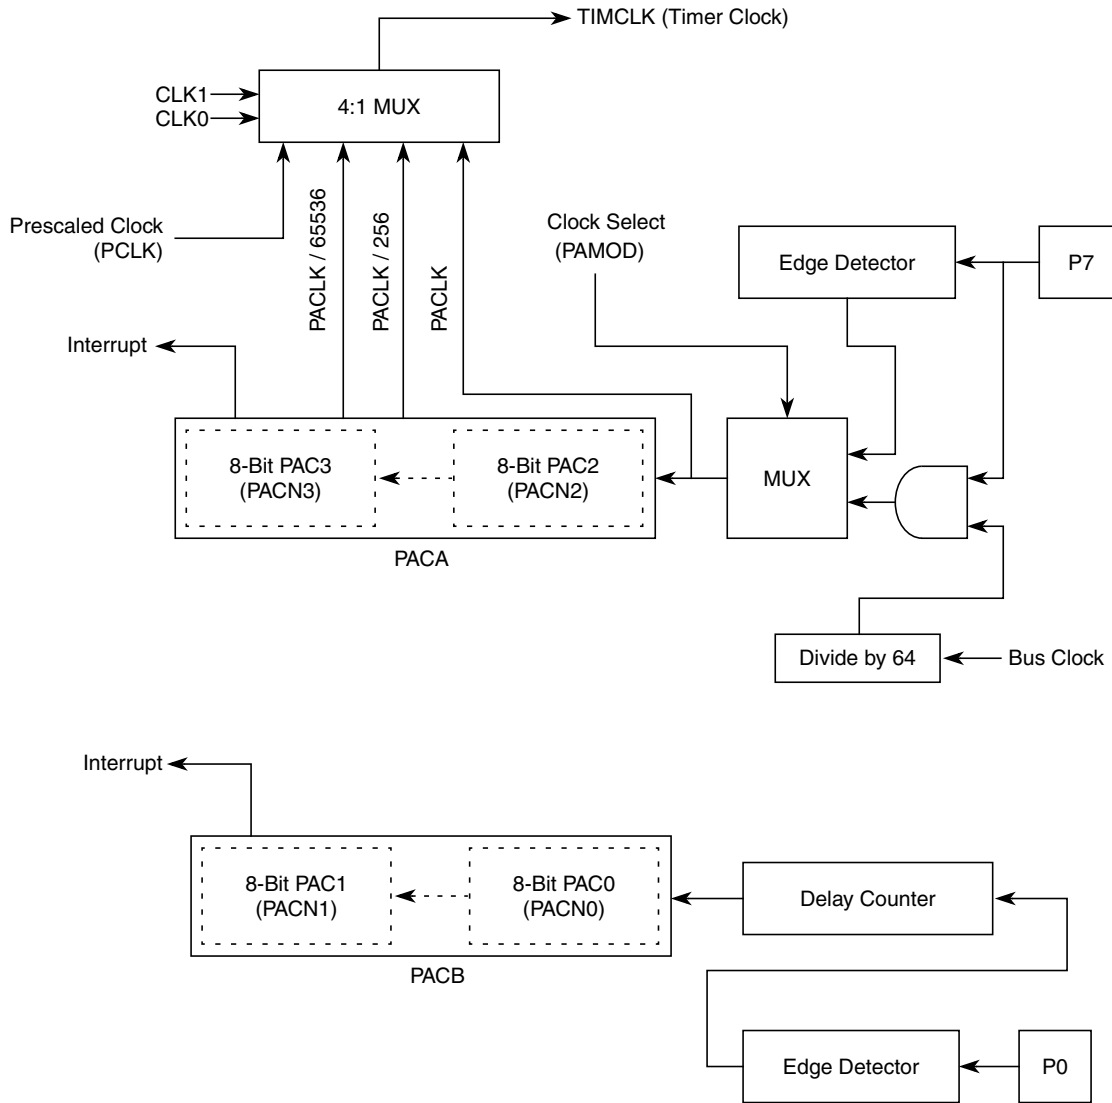 TIMCLK (Timer Clock)
CLK1
CLK0
4:1 MUX
Prescaled Clock
(PCLK)
PACLK / 65536
PACLK / 256
PACLK
Clock Select
(PAMOD)
Edge Detector
P7
Interrupt
8-Bit PAC3
(PACN3)
8-Bit PAC2
(PACN2)
MUX
PACA
Divide by 64
Bus Clock
Interrupt
8-Bit PAC1
(PACN1)
8-Bit PAC0
(PACN0)
Delay Counter
PACB
Edge Detector
P0